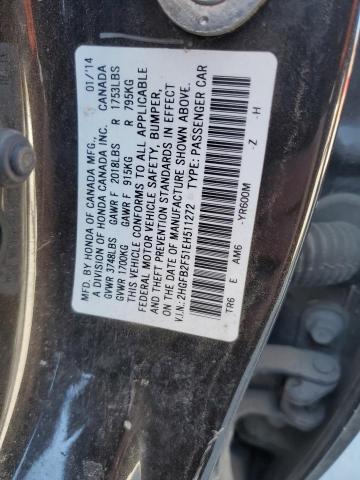 MFD. BY HONDA OF CANADA MFG., 01/'14
A DIVISION OF HONDA CANADA INC. CANADA
GVWR 3748LBS GAWR F 2018LBS R 1753LBS
GVWR 1700KG GAWR F 915KG R 795KG
THIS VEHICLE CONFORMS TO ALL APPLICABLE
FEDERAL MOTOR VEHICLE SAFETY, BUMPER,
AND THEFT PREVENTION STANDARDS IN EFFECT
ON THE DATE OF MANUFACTURE SHOWN ABOVE.
V.I.N.: 2HGFB2F51EH511272 TYPE: PASSENGER CAR
TR6 E AM6 -YR600M -Z -H